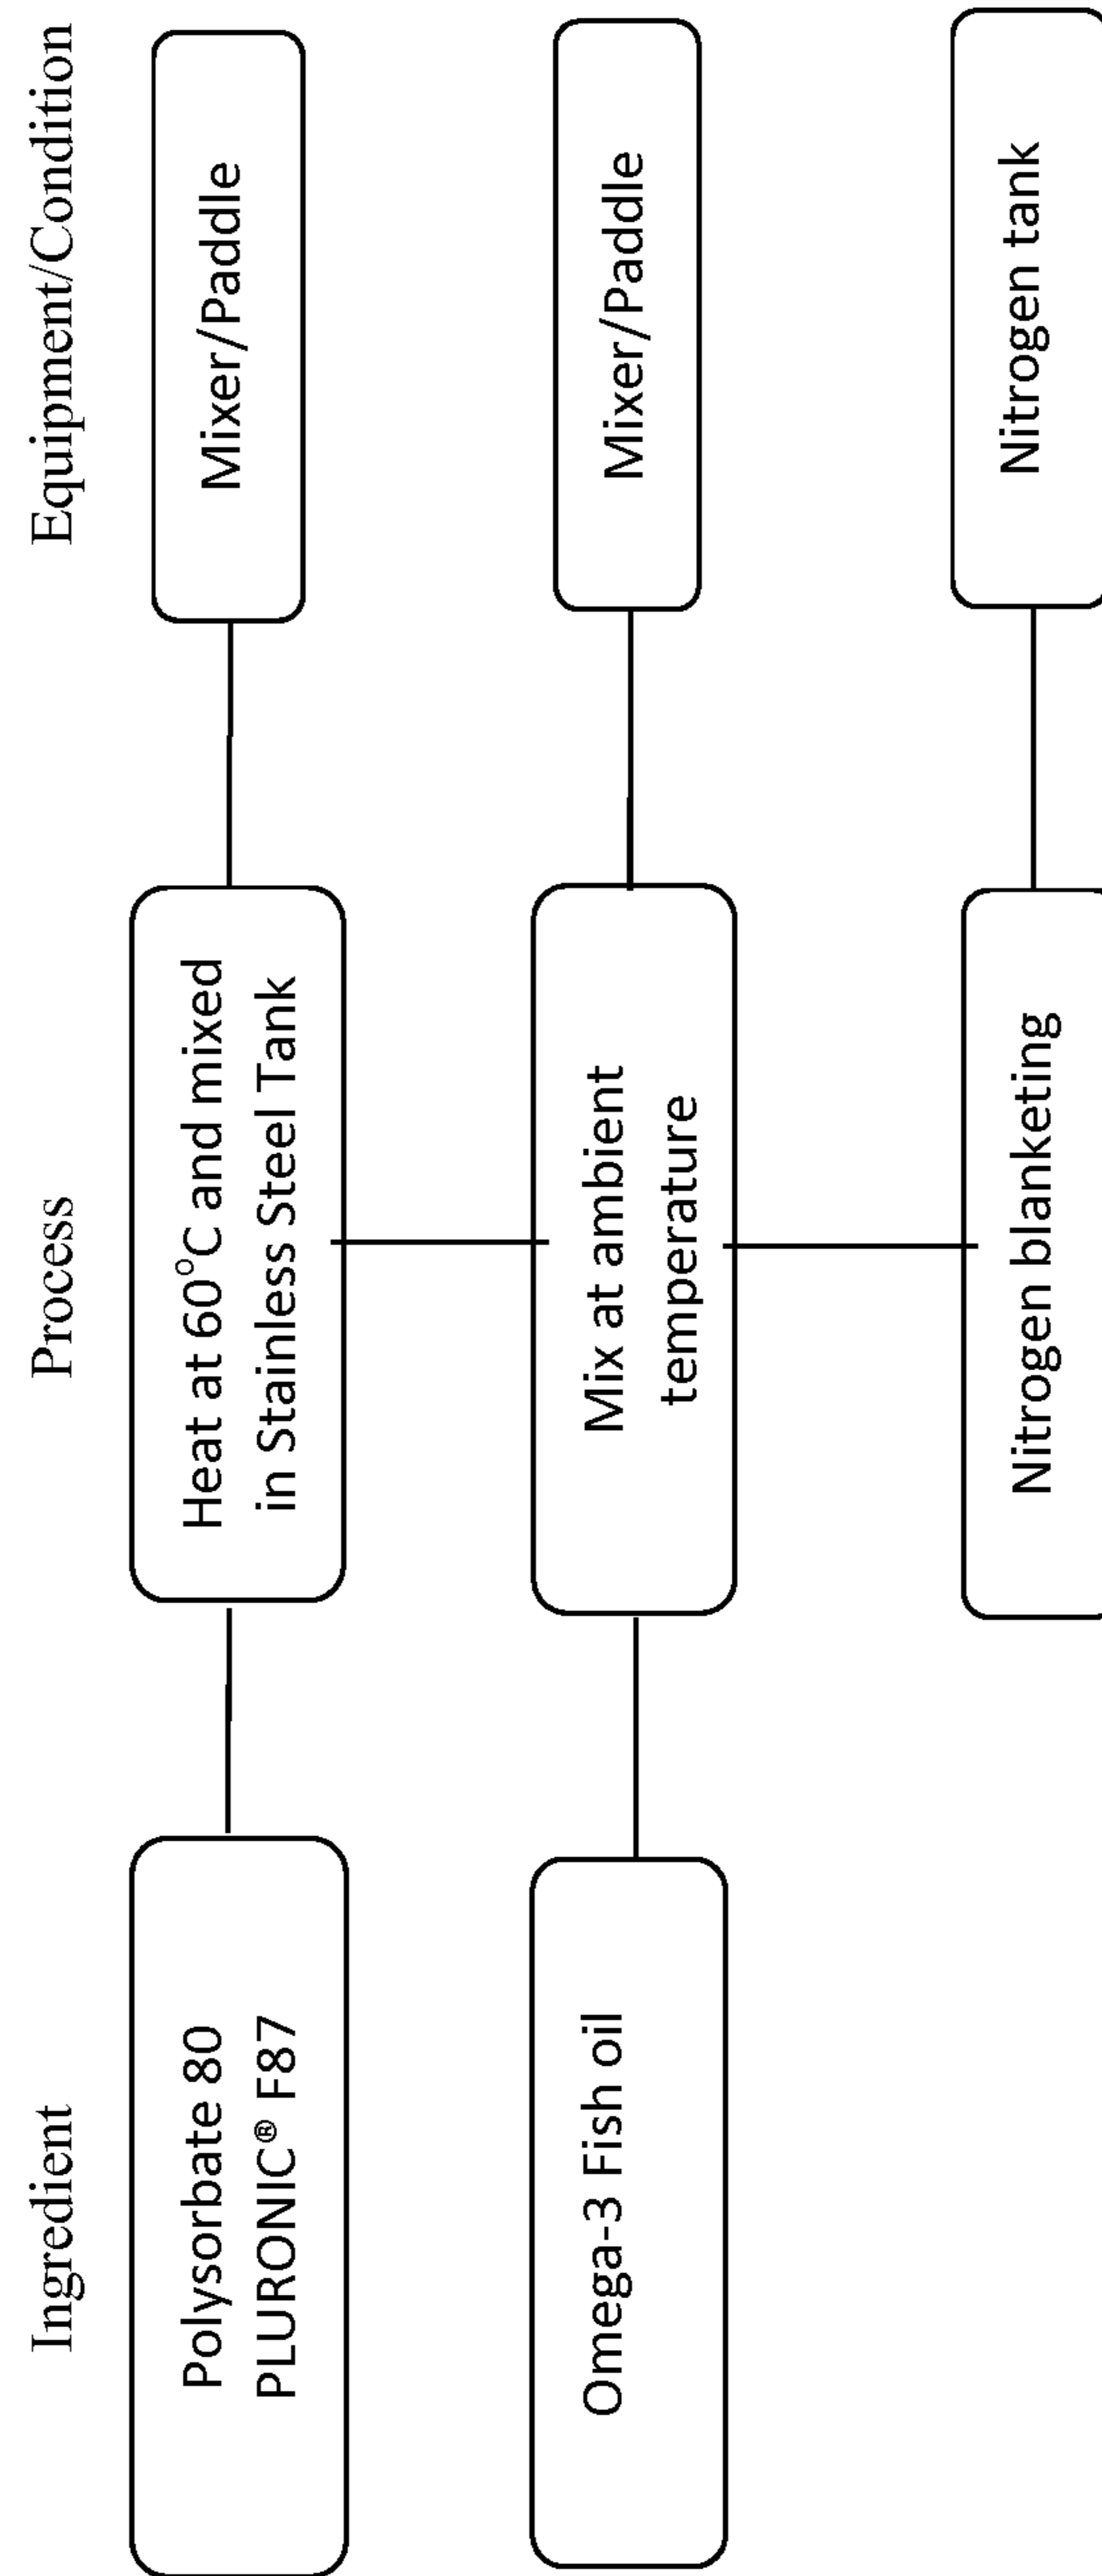 Ingredient
Process
Equipment/Condition
Polysorbate 80
PLURONIC® F87
Heat at 60°C and mixed
in Stainless Steel Tank
Mixer/Paddle
Omega-3 Fish oil
Mix at ambient
temperature
Mixer/Paddle
Nitrogen blanketing
Nitrogen tank